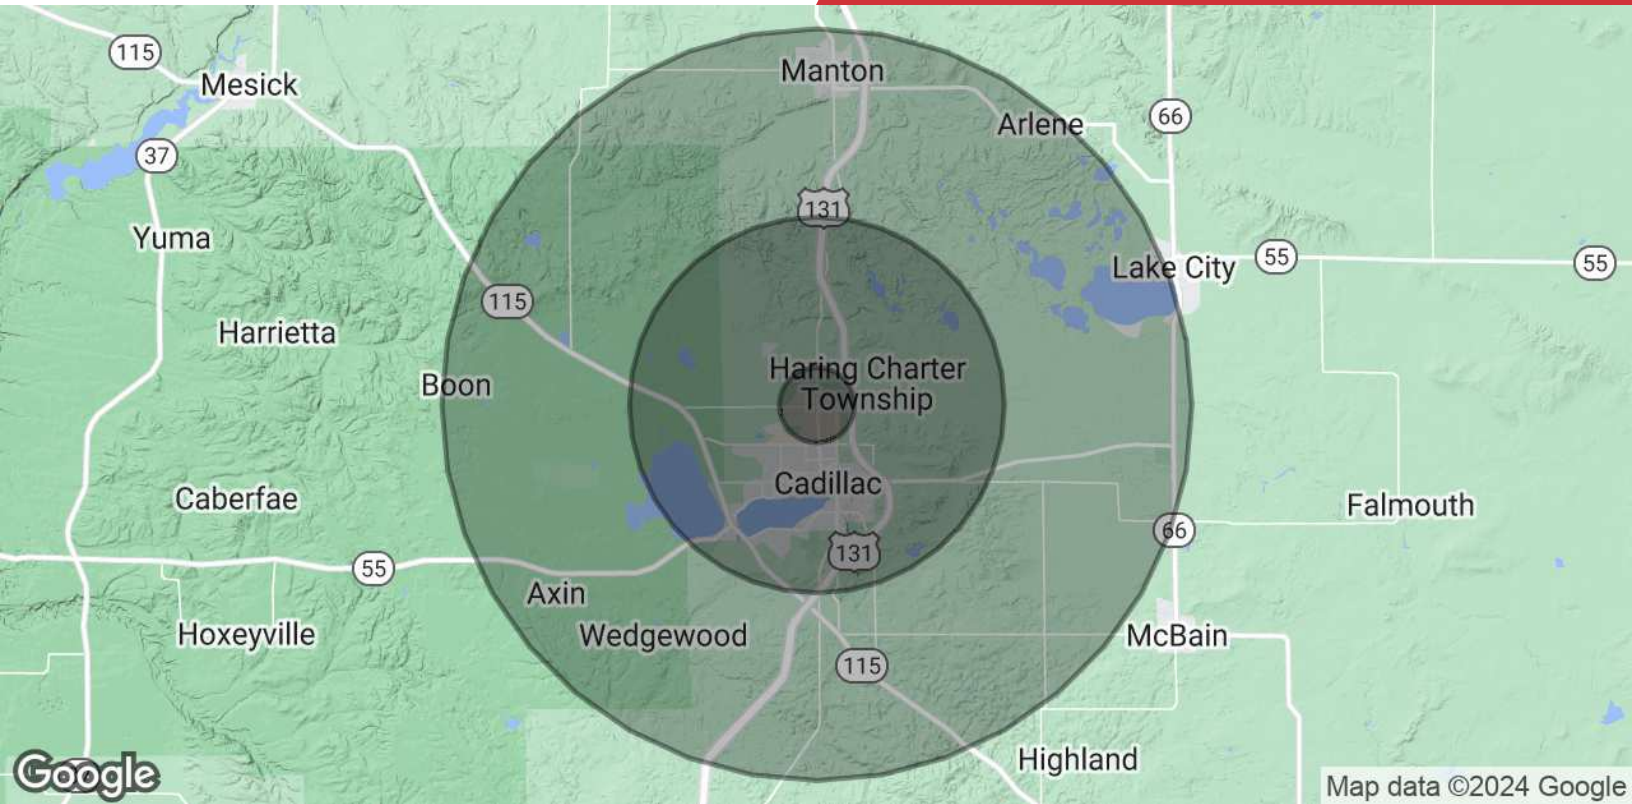 115
Mesick
Manton
66
Arlene
37
131
Yuma
55
55
Lake City
115
Harrietta
Haring Charter
Township
Boon
Cadillac
Caberfae
Falmouth
66
131
55
Axin
Hoxeyville
Wedgewood
McBain
115
Highland
Google
Map data ©2024 Google